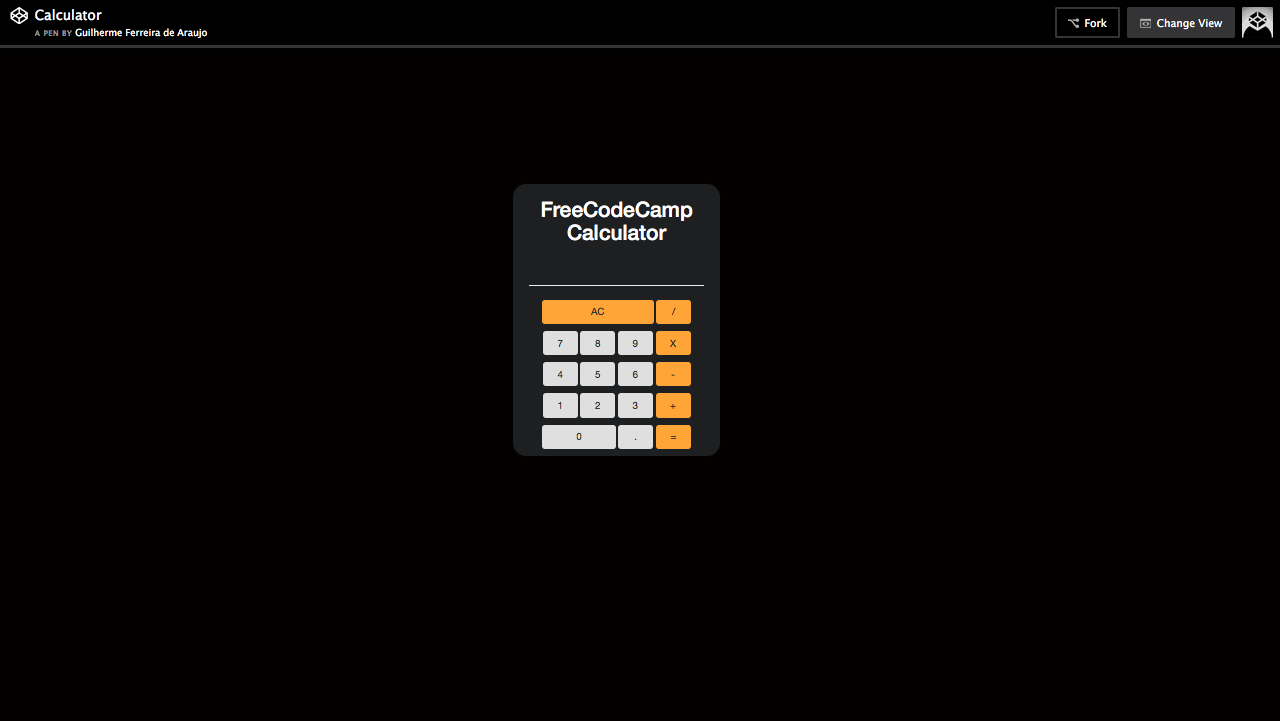 Calculator
A PEN BY Guilherme Ferreira de Araujo
Fork
Change View
FreeCodeCamp
Calculator
AC /
7 8 9 X
4 5 6 -
1 2 3 +
0 . =